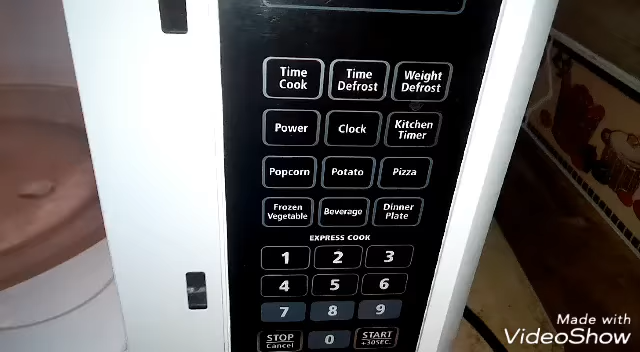 Time Cook
Time Defrost
Weight Defrost
Power
Clock
Kitchen Timer
Popcorn
Potato
Pizza
Frozen Vegetable
Beverage
Dinner Plate
EXPRESS COOK
1 2 3
4 5 6
7 8 9
STOP Cancel
0
START +30SEC.
Made with
VideoShow